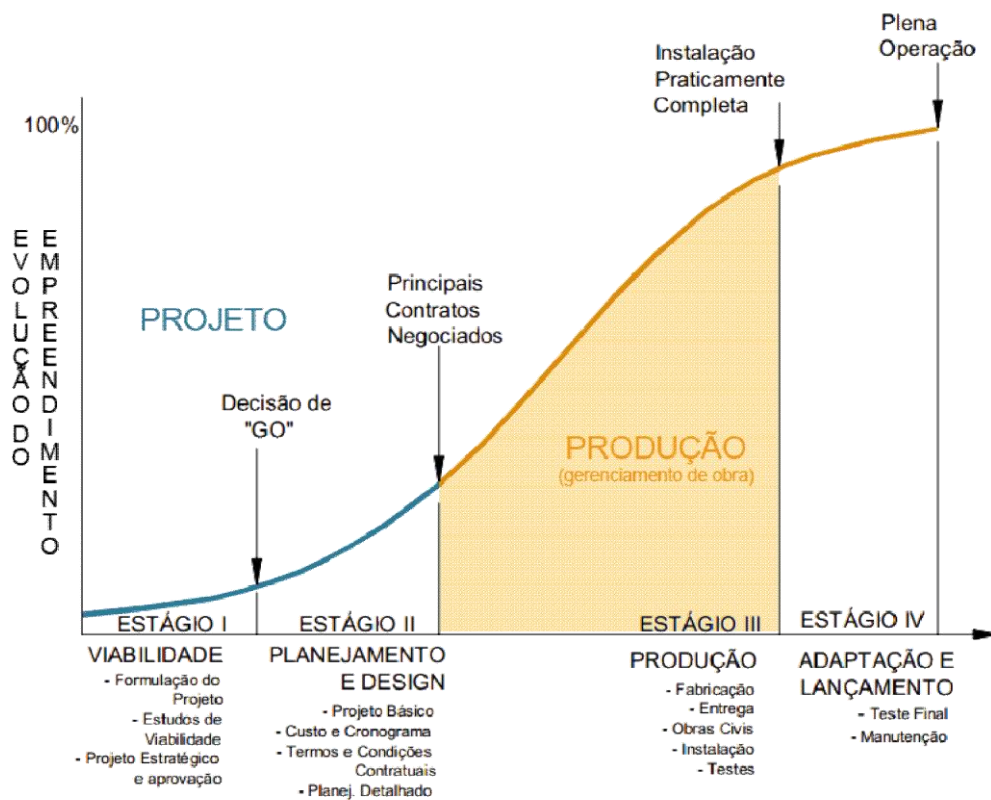 Plena
Operação
Instalação
Praticamente
Completa
100%
EVOLUÇÃO DO
EMPREENDIMENTO
Principais
Contratos
Negociados
PROJETO
Decisão de
"GO"
PRODUÇÃO
(gerenciamento de obra)
ESTÁGIO I
ESTÁGIO II
ESTÁGIO III
ESTÁGIO IV
VIABILIDADE
- Formulação do
Projeto
- Estudos de
Viabilidade
- Projeto Estratégico
e aprovação
PLANEJAMENTO
E DESIGN
- Projeto Básico
- Custo e Cronograma
- Termos e Condições
Contratuais
- Planej. Detalhado
PRODUÇÃO
- Fabricação
- Entrega
- Obras Civis
- Instalação
- Testes
ADAPTAÇÃO E
LANÇAMENTO
- Teste Final
- Manutenção